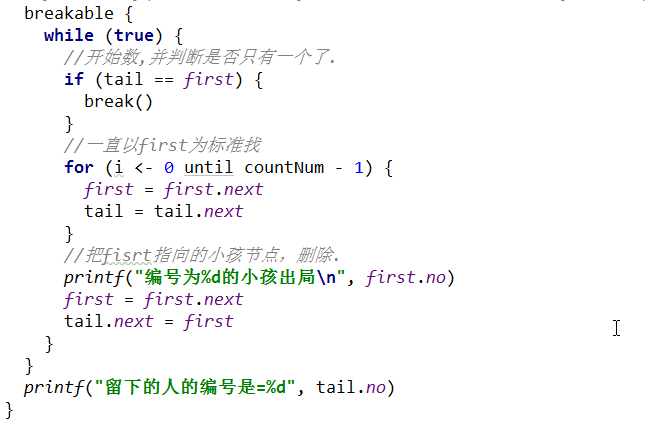 breakable {
while (true) {
//开始数,并判断是否只有一个了.
if (tail == first) {
break()
}
//一直以first为标准找
for (i <- 0 until countNum - 1) {
first = first.next
tail = tail.next
}
//把fisrt指向的小孩节点，删除.
printf("编号为%d的小孩出局\n", first.no)
first = first.next
tail.next = first
}
}
printf("留下的人的编号是=%d", tail.no)
}